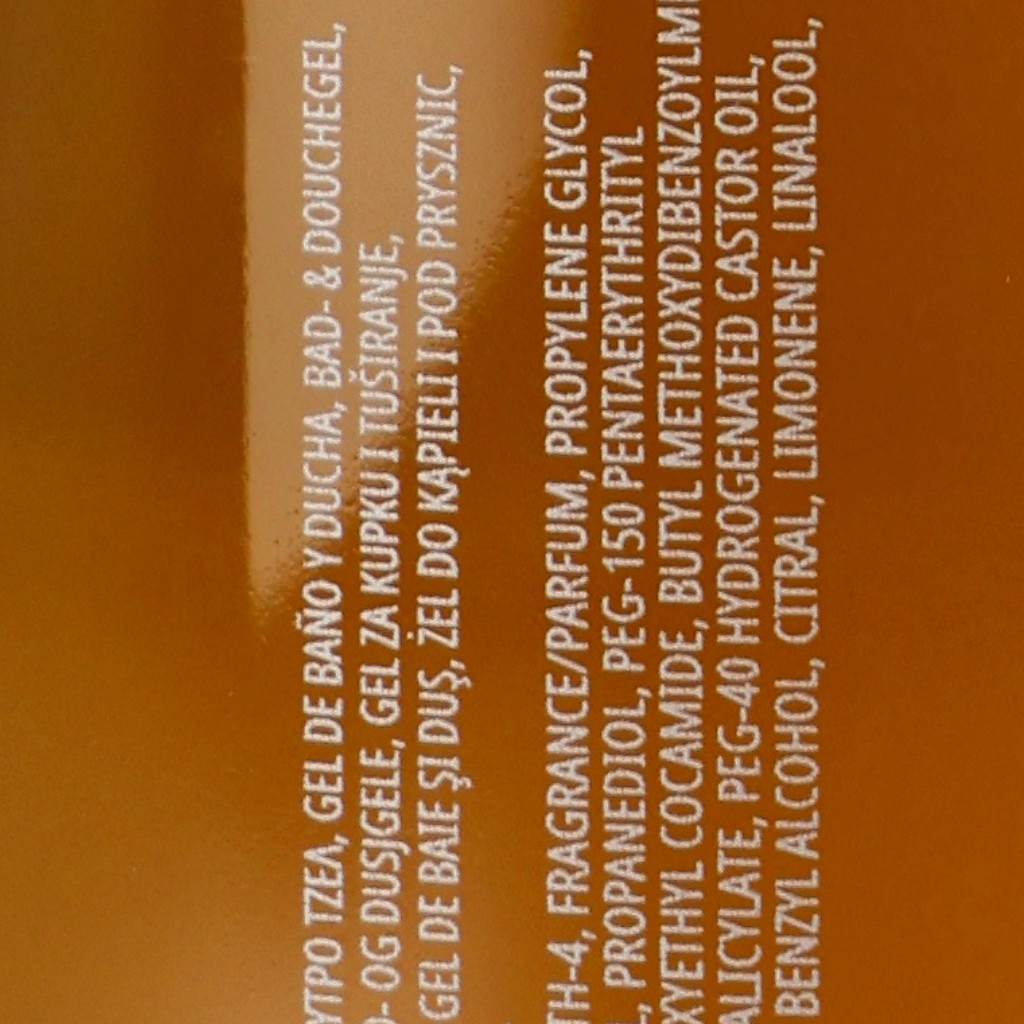 ΥΤΡΟ ΤΖΕΛ, GEL DE BAÑO Y DUCHA, BAD- & DOUCHEGEL,
- OG DUSJGELE, GEL ZA KUPKU I TUŠIRANJE,
GEL DE BAIE ŞI DUŞ, ŻEL DO KĄPIELI I POD PRYSZNIC,
TH-4, FRAGRANCE/PARFUM, PROPYLENE GLYCOL,
, PROPANEDIOL, PEG-150 PENTAERYTHRITYL
XYETHYL COCAMIDE, BUTYL METHOXYDIBENZOYLM
ALICYLATE, PEG-40 HYDROGENATED CASTOR OIL,
BENZYL ALCOHOL, CITRAL, LIMONENE, LINALOOL,